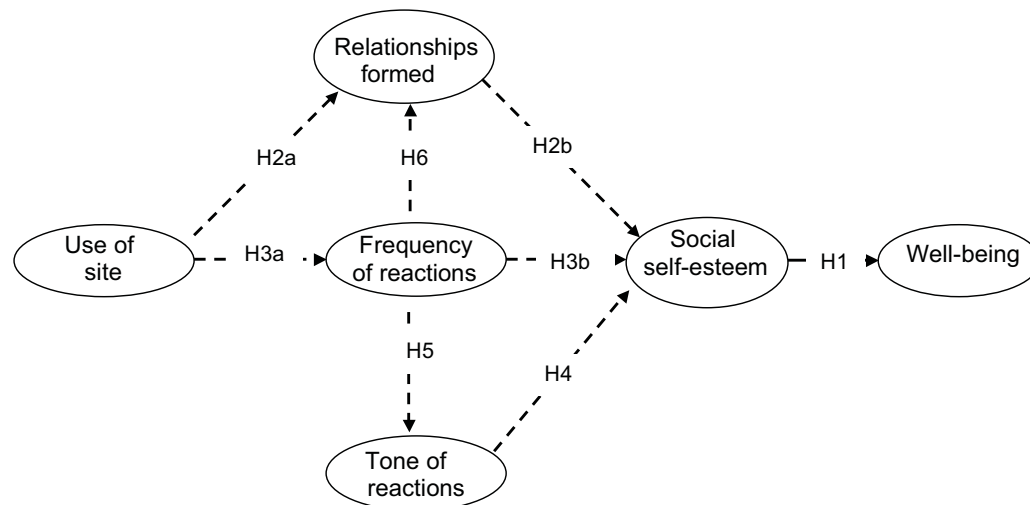 Relationships
formed
H2a
H6
H2b
Use of
site
H3a
Frequency
of reactions
H3b
Social
self-esteem
H1
Well-being
H5
H4
Tone of
reactions